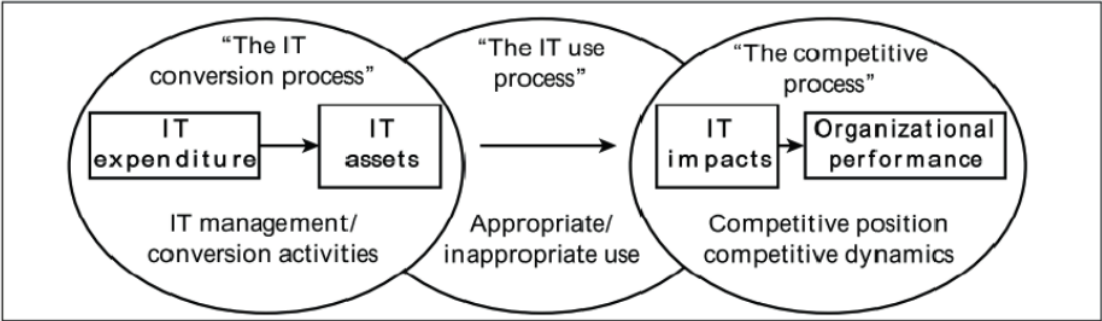 “The IT
conversion process”
IT
expenditure
IT
assets
IT management/
conversion activities
“The IT use
process”
Appropriate/
inappropriate use
“The competitive
process”
IT
impacts
Organizational
performance
Competitive position
competitive dynamics